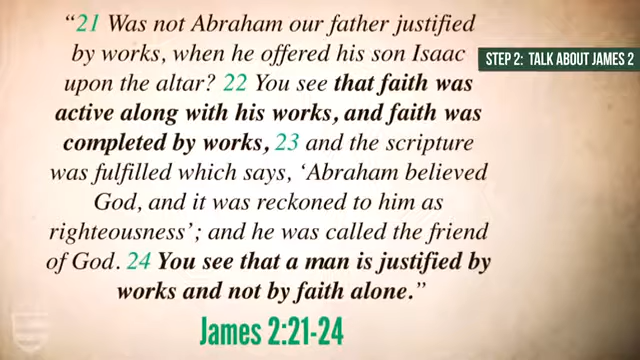 “21 Was not Abraham our father justified
by works, when he offered his son Isaac
upon the altar? 22 You see that faith was
active along with his works, and faith was
completed by works, 23 and the scripture
was fulfilled which says, ‘Abraham believed
God, and it was reckoned to him as
righteousness’; and he was called the friend
of God. 24 You see that a man is justified by
works and not by faith alone.”
James 2:21-24
STEP 2: TALK ABOUT JAMES 2